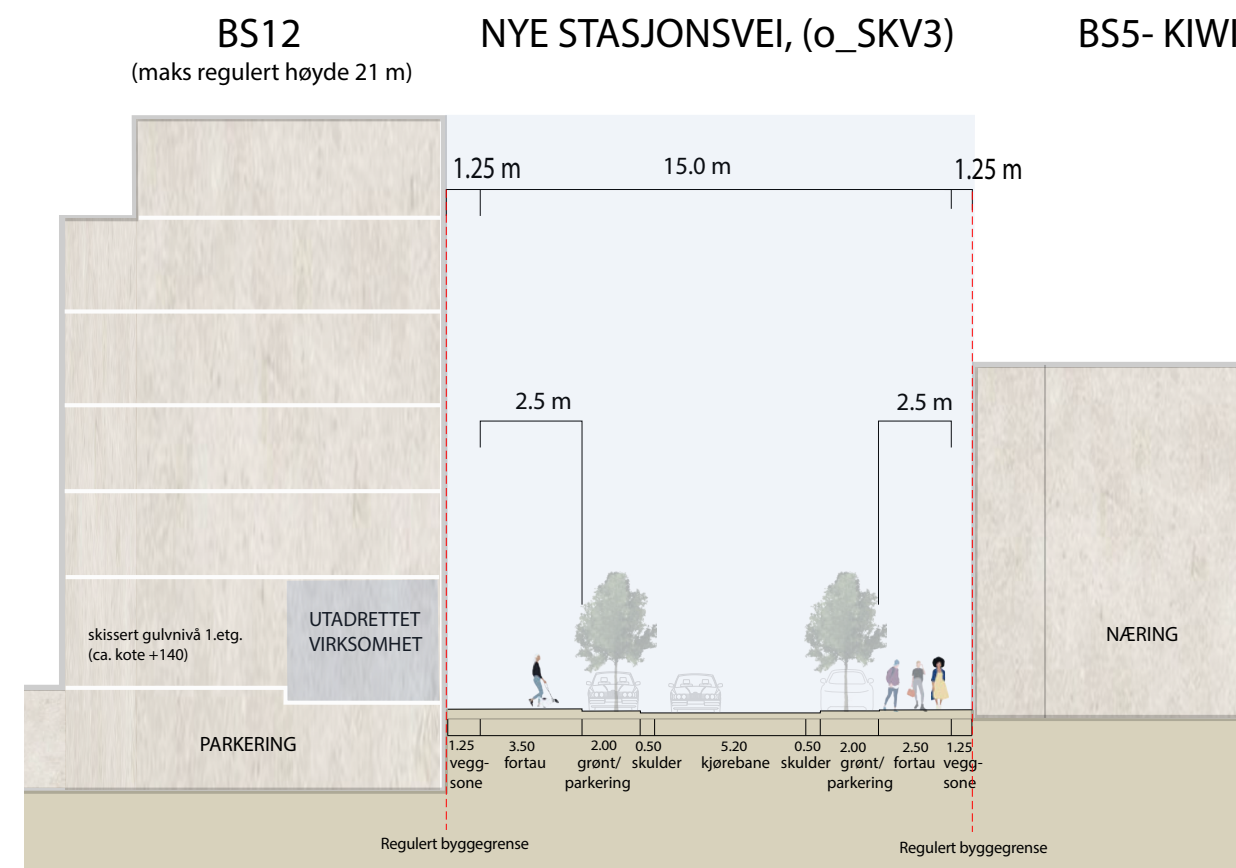 BS12
(maks regulert høyde 21 m)
NYE STASJONSVEI, (o_SKV3)
BS5- KIWI
1.25 m
15.0 m
1.25 m
2.5 m
2.5 m
UTADRETTET
VIRKSOMHET
skissert gulvnivå 1.etg.
(ca. kote +140)
NÆRING
PARKERING
1.25 3.50 2.00 0.50 5.20 0.50 2.00 2.50 1.25
vegg- fortau grønt/ skulder kjørebane skulder grønt/ fortau vegg-
sone parkering parkering sone
Regulert byggegrense
Regulert byggegrense